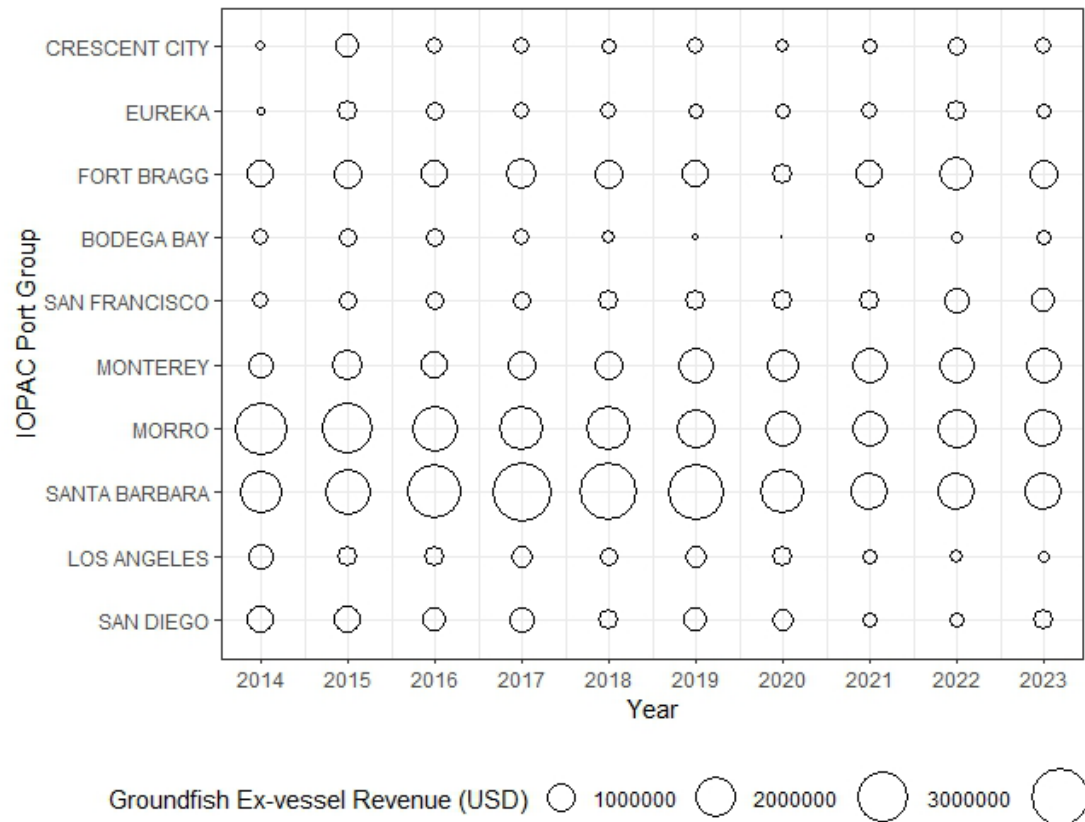 CRESCENT CITY
EUREKA
FORT BRAGG
BODEGA BAY
SAN FRANCISCO
MONTEREY
MORRO
SANTA BARBARA
LOS ANGELES
SAN DIEGO
IOPAC Port Group
2014 2015 2016 2017 2018 2019 2020 2021 2022 2023
Year
Groundfish Ex-vessel Revenue (USD) 1000000 2000000 3000000